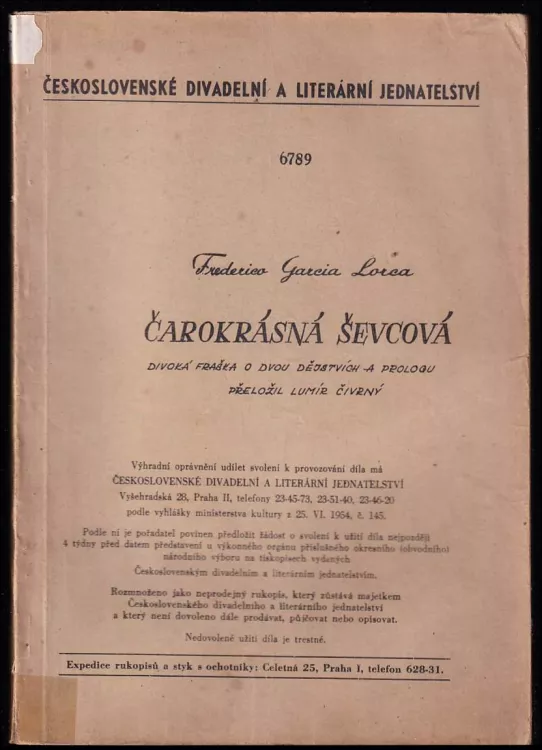 ČESKOSLOVENSKÉ DIVADELNÍ A LITERÁRNÍ JEDNATELSTVÍ
6789
Frederico Garcia Lorca
ČAROKRÁSNÁ ŠEVCOVÁ
DIVOKÁ FRAŠKA O DVOU DĚJSTVÍCH A PROLOGU
PŘELOŽIL LUMÍR ČIVRNÝ
Výhradní oprávnění udílet svolení k provozování díla má
ČESKOSLOVENSKÉ DIVADELNÍ A LITERÁRNÍ JEDNATELSTVÍ
Vyšehradská 28, Praha II, telefony 23-45-73, 23-51-40, 23-46-20
podle vyhlášky ministerstva kultury z 25. VI. 1954, č. 145.
Podle ní je pořadatel povinen předložit žádost o svolení k užití díla nejpozději
4 týdny před datem představení u výkonného orgánu příslušného okresního (obvodního)
národního výboru na tiskopisech vydaných
Československým divadelním a literárním jednatelstvím.
Rozmnoženo jako neprodejný rukopis, který zůstává majetkem
Československého divadelního a literárního jednatelství
a který není dovoleno dále prodávat, půjčovat nebo opisovat.
Nedovolené užití díla je trestné.
Expedice rukopisů a styk s ochotníky: Celetná 25, Praha I, telefon 628-31.